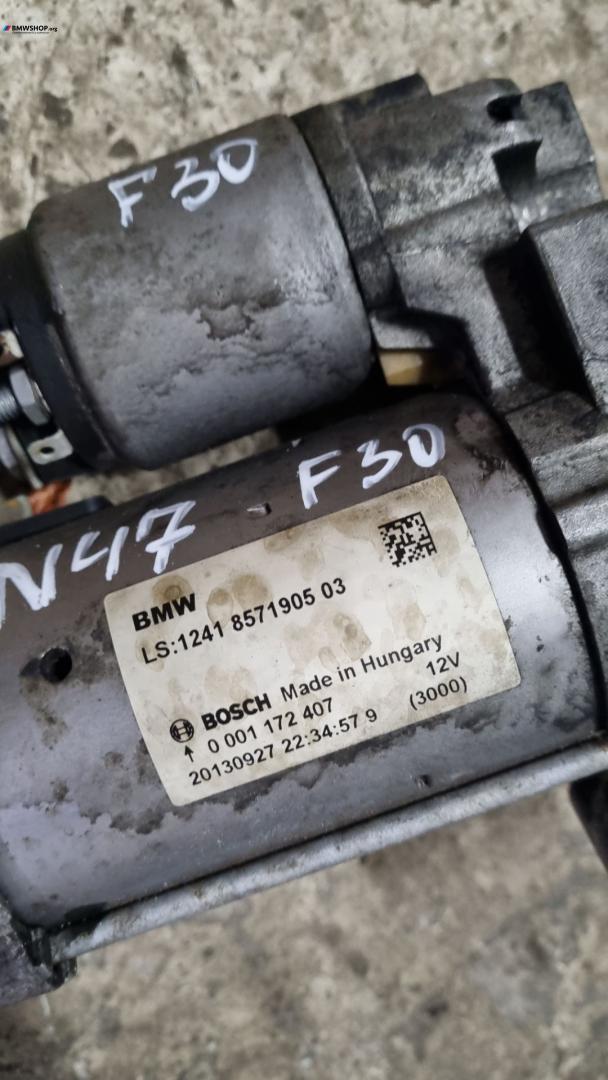 BMWSHOP.org
F30
F30
N47
BMW
LS:1241 8571905 03
BOSCH Made in Hungary
0 001 172 407 12V
20130927 22:34:57 9 (3000)